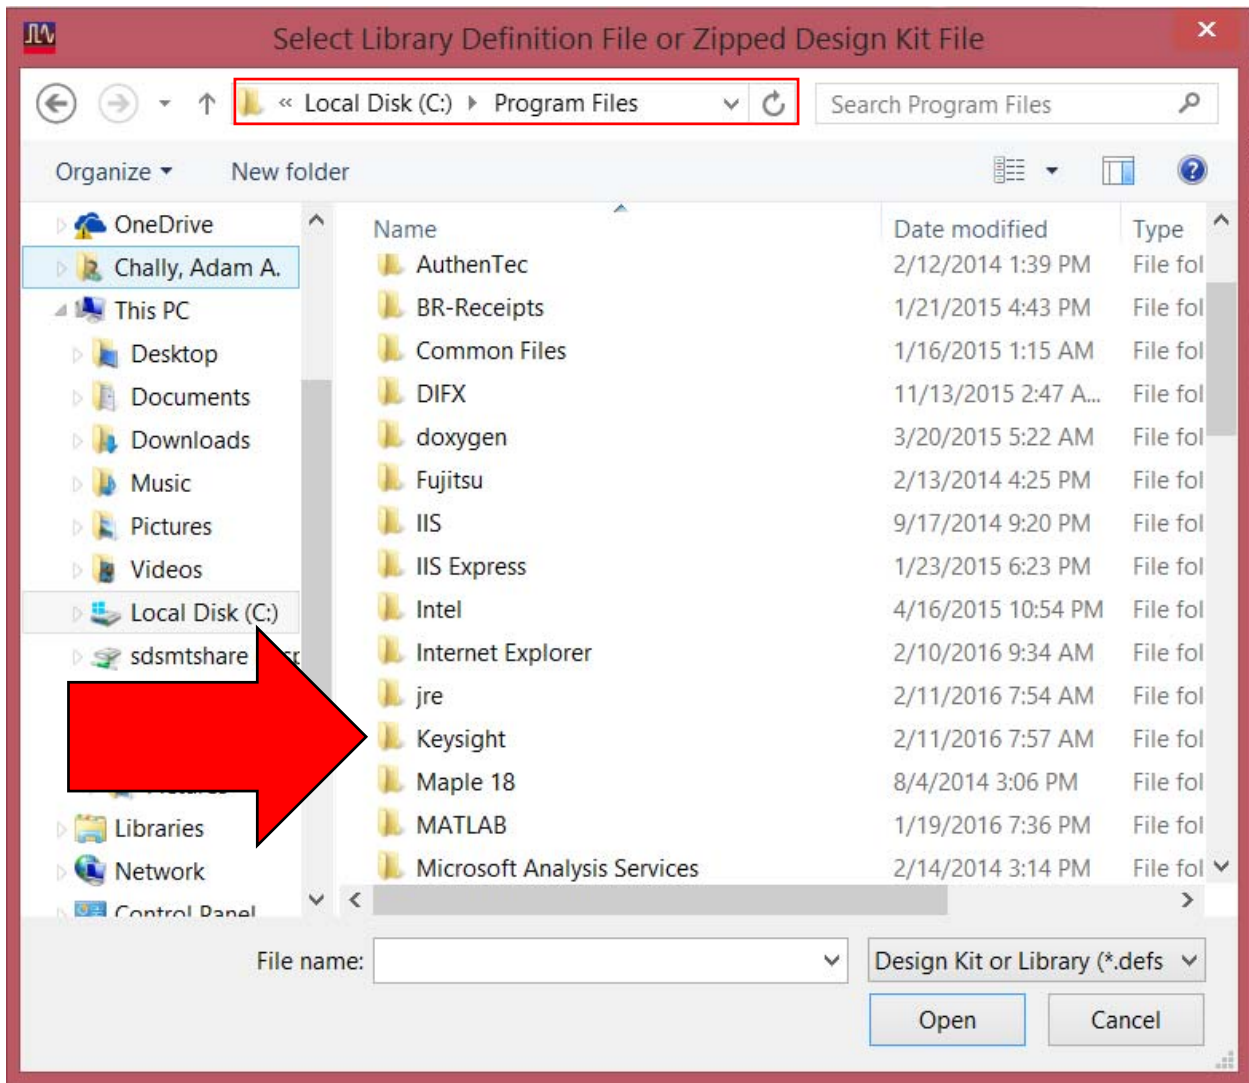 Select Library Definition File or Zipped Design Kit File
« Local Disk (C:) Program Files
Search Program Files
Organize
New folder
OneDrive
Chally, Adam A.
This PC
Desktop
Documents
Downloads
Music
Pictures
Videos
Local Disk (C:)
sdsmtshare
Libraries
Network
Control Panel
Name Date modified Type
AuthenTec 2/12/2014 1:39 PM File fol
BR-Receipts 1/21/2015 4:43 PM File fol
Common Files 1/16/2015 1:15 AM File fol
DIFX 11/13/2015 2:47 A... File fol
doxygen 3/20/2015 5:22 AM File fol
Fujitsu 2/13/2014 4:25 PM File fol
IIS 9/17/2014 9:20 PM File fol
IIS Express 1/23/2015 6:23 PM File fol
Intel 4/16/2015 10:54 PM File fol
Internet Explorer 2/10/2016 9:34 AM File fol
jre 2/11/2016 7:54 AM File fol
Keysight 2/11/2016 7:57 AM File fol
Maple 18 8/4/2014 3:06 PM File fol
MATLAB 1/19/2016 7:36 PM File fol
Microsoft Analysis Services 2/14/2014 3:14 PM File fol
File name:
Design Kit or Library (*.defs
Open
Cancel